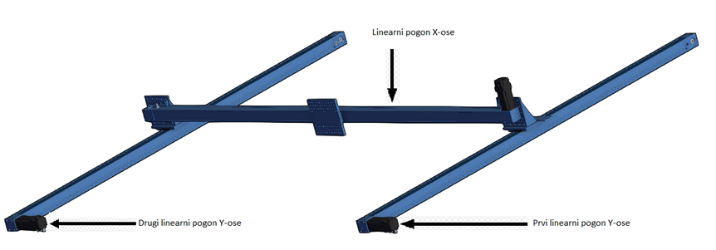 Linearni pogon X-ose
Drugi linearni pogon Y-ose
Prvi linearni pogon Y-ose